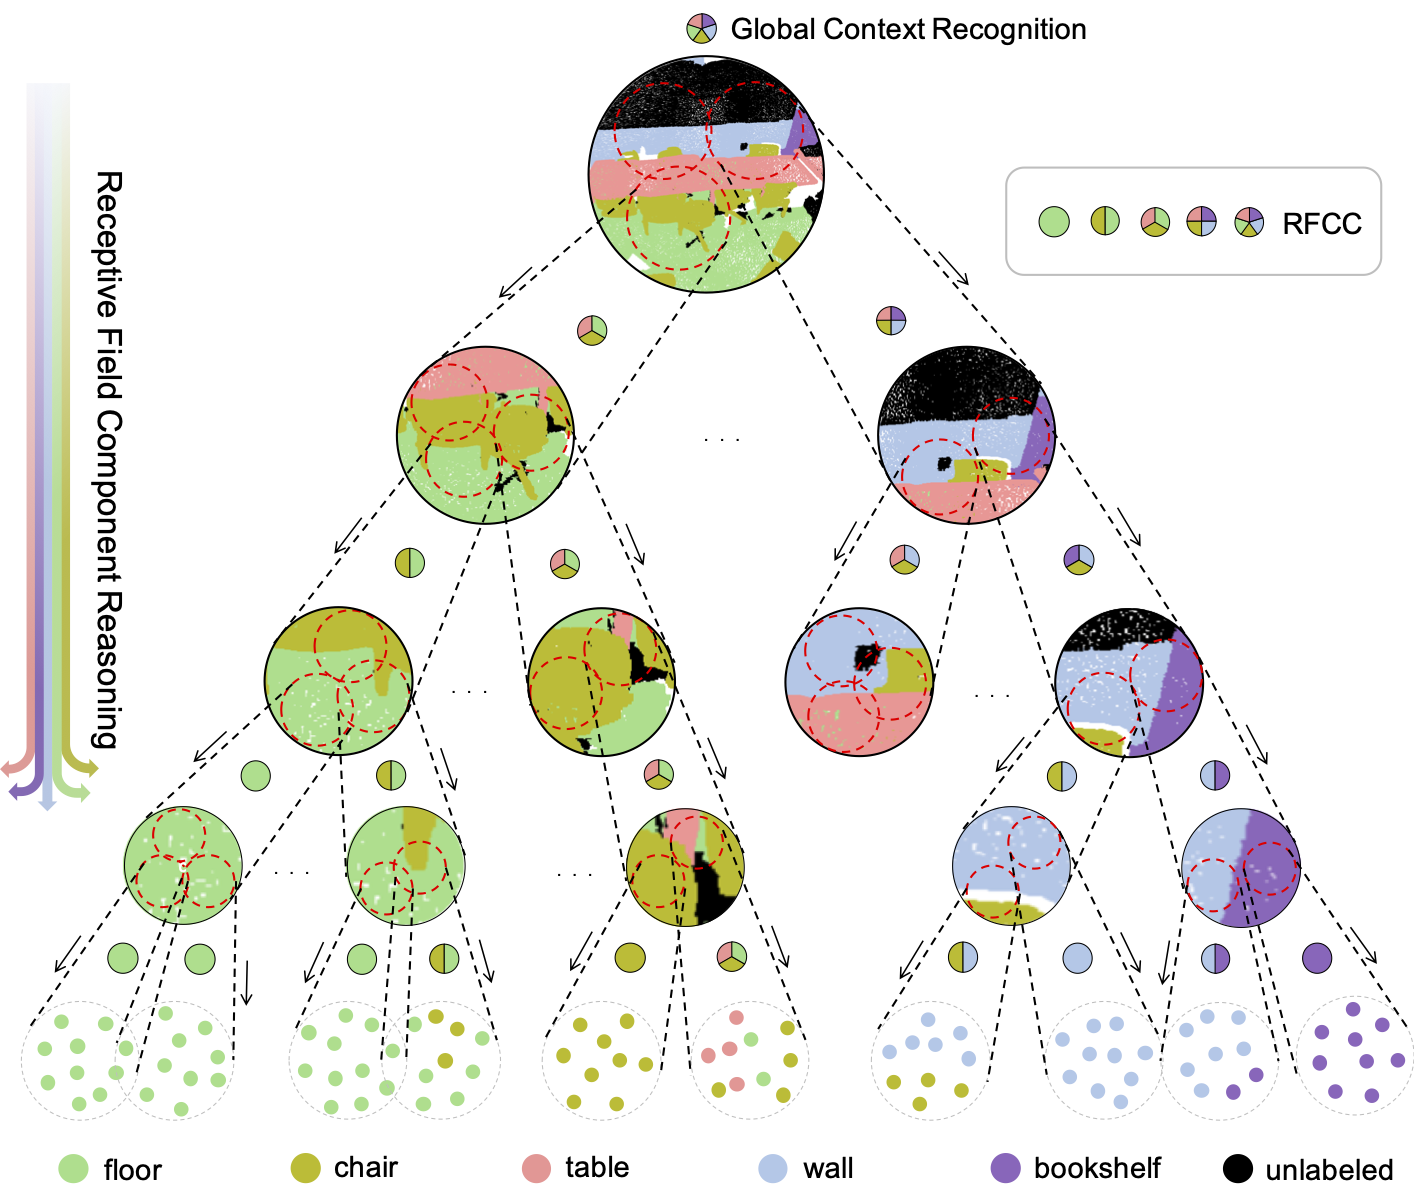 Global Context Recognition
Receptive Field Component Reasoning
RFCC
. . .
. . .
. . .
. . .
. . .
floor
chair
table
wall
bookshelf
unlabeled